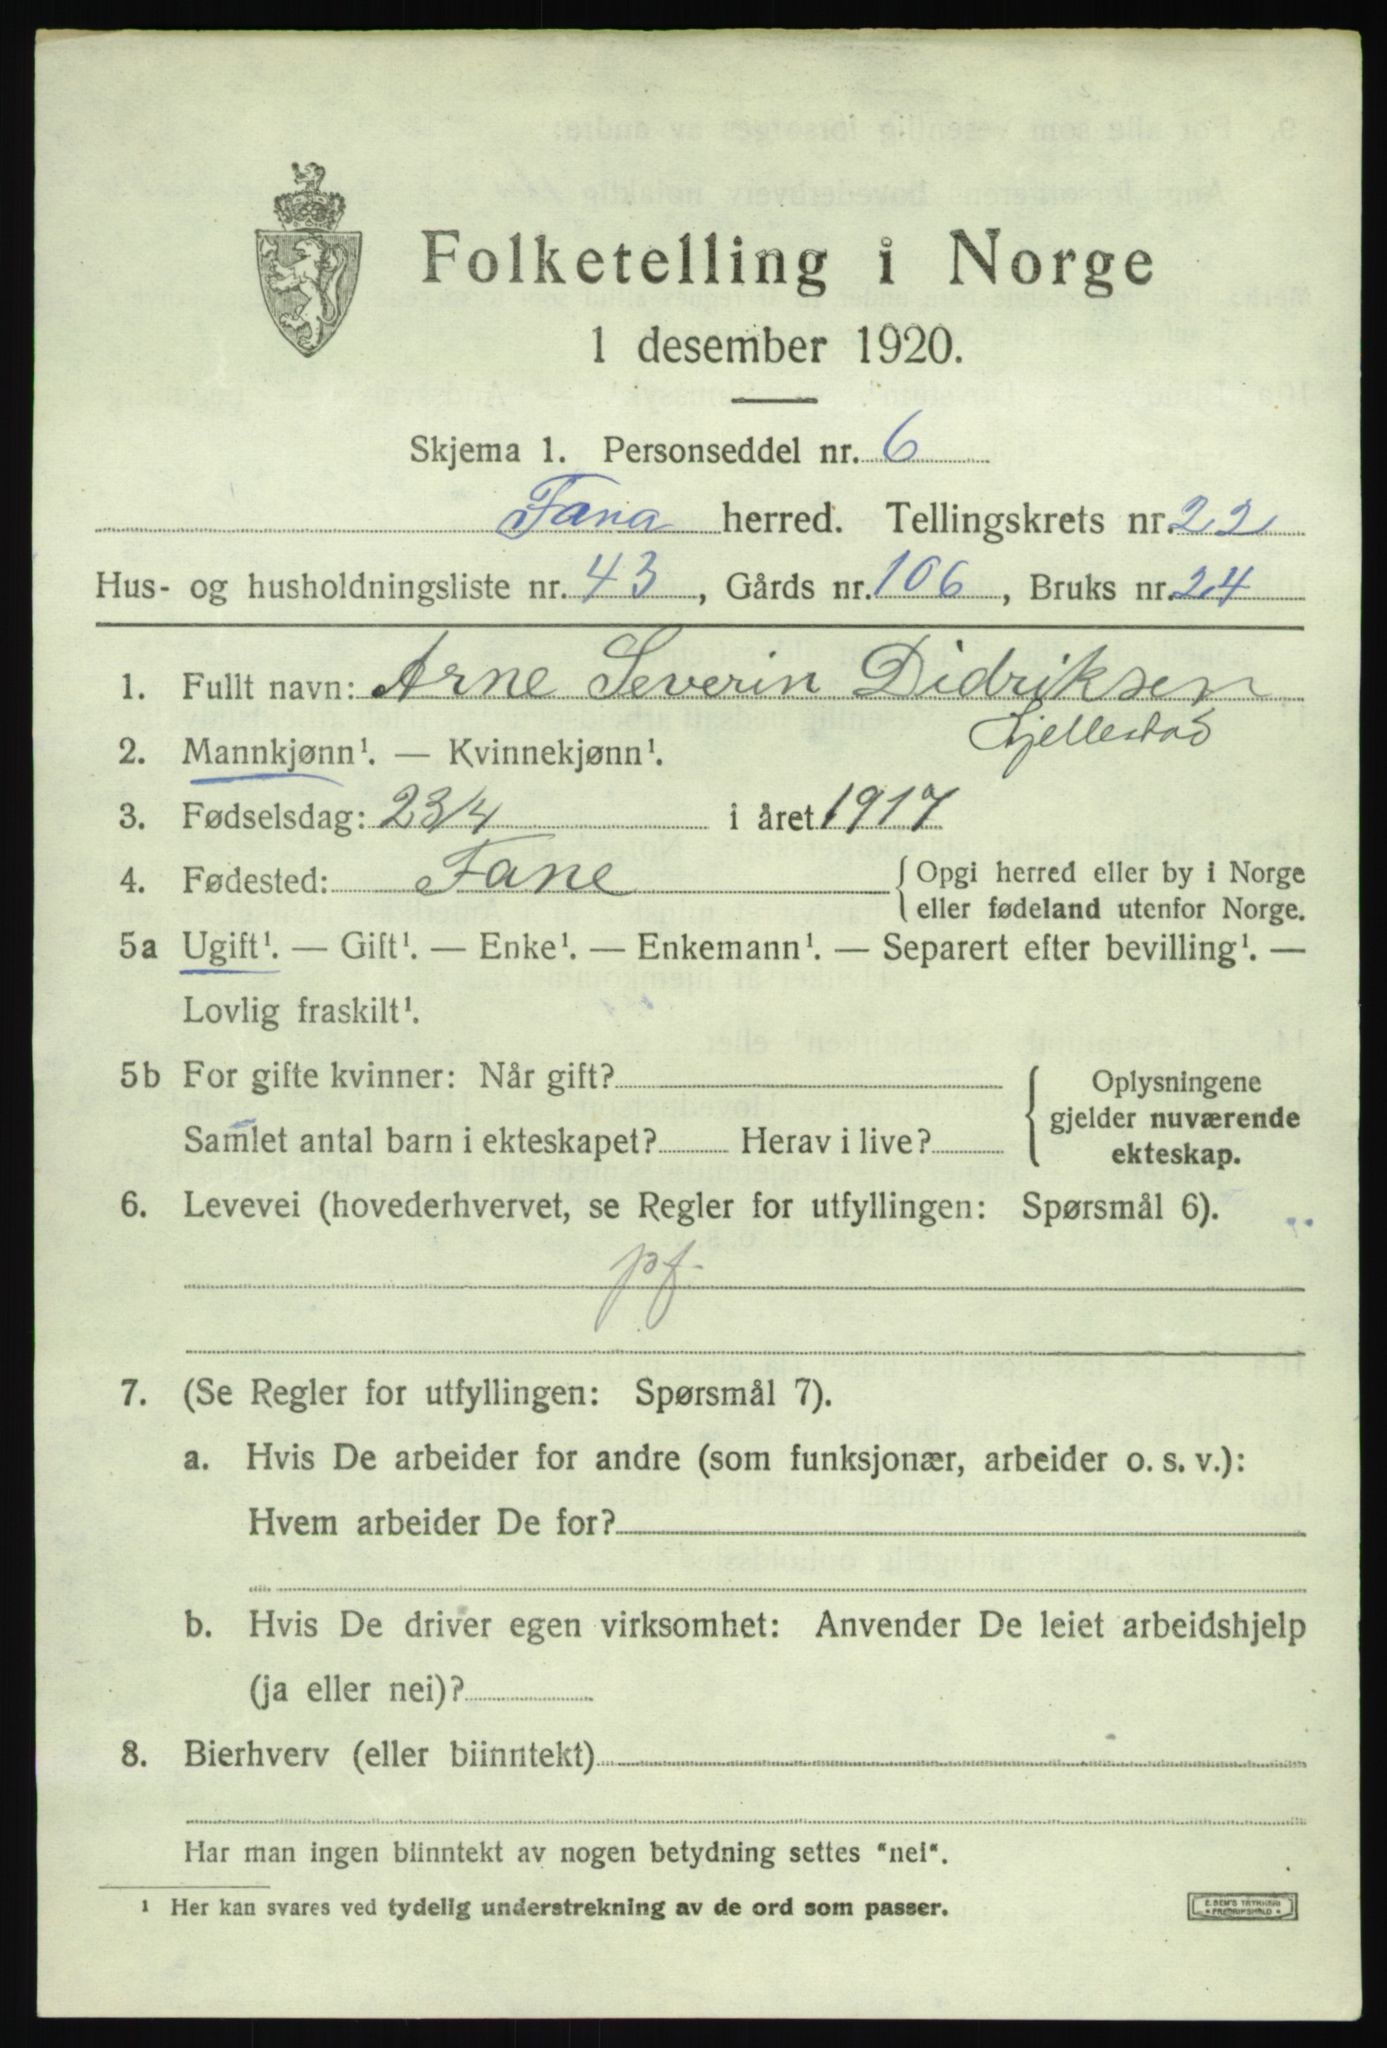 Folketelling i Norge
1 desember 1920.
Skjema 1. Personseddel nr. 6
Fana herred. Tellingskrets nr. 22
Hus- og husholdningsliste nr. 43, Gårds nr. 106, Bruks nr. 24
1. Fullt navn: Arne Severin Didriksen
Hjellestad
2. Mannkjønn¹. — Kvinnekjønn¹.
3. Fødselsdag: 23/4 i året 1917
4. Fødested: Fane { Opgi herred eller by i Norge
eller fødeland utenfor Norge.
5a Ugift¹. — Gift¹. — Enke¹. — Enkemann¹. — Separert efter bevilling¹. —
Lovlig fraskilt¹.
5b For gifte kvinner: Når gift? { Oplysningene
gjelder nuværende
Samlet antal barn i ekteskapet? Herav i live? ekteskap.
6. Levevei (hovederhvervet, se Regler for utfyllingen: Spørsmål 6).
pf.
7. (Se Regler for utfyllingen: Spørsmål 7).
a. Hvis De arbeider for andre (som funksjonær, arbeider o. s. v.):
Hvem arbeider De for?
b. Hvis De driver egen virksomhet: Anvender De leiet arbeidshjelp
(ja eller nei)?
8. Bierhverv (eller biinntekt)
Har man ingen biinntekt av nogen betydning settes "nei".
¹ Her kan svares ved tydelig understrekning av de ord som passer.
E. SEM'S TRYKKERI
FREDRIKSHALD